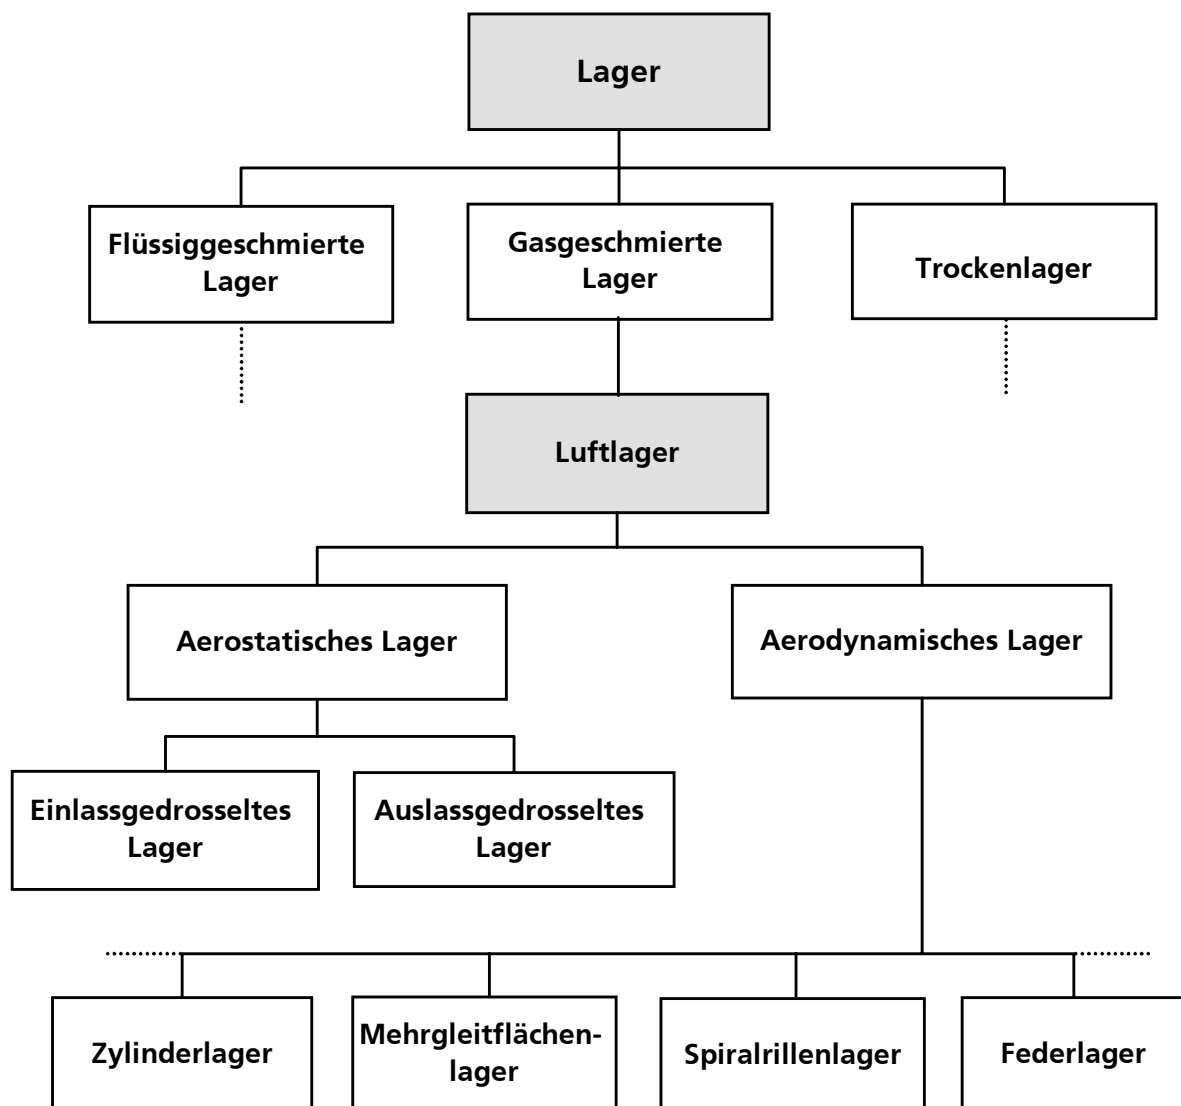 Lager
Flüssiggeschmierte
Lager
Gasgeschmierte
Lager
Trockenlager
Luftlager
Aerostatisches Lager
Aerodynamisches Lager
Einlassgedrosseltes
Lager
Auslassgedrosseltes
Lager
Zylinderlager
Mehrgleitflächen-
lager
Spiralrillenlager
Federlager